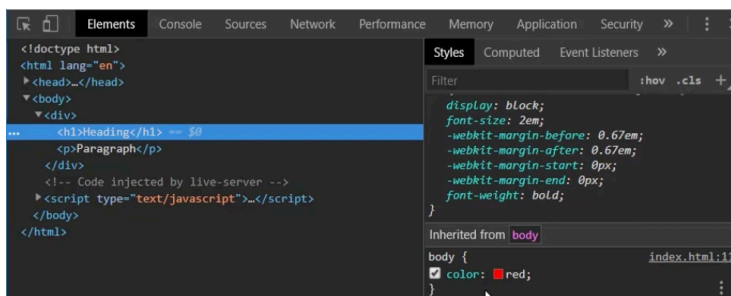 Elements Console Sources Network Performance Memory Application Security »
<!doctype html>
<html lang="en">
<head>…</head>
<body>
<div>
… <h1>Heading</h1> == $0
<p>Paragraph</p>
</div>
<!-- Code injected by live-server -->
<script type="text/javascript">…</script>
</body>
</html>
Styles Computed Event Listeners »
Filter :hov .cls +
display: block;
font-size: 2em;
-webkit-margin-before: 0.67em;
-webkit-margin-after: 0.67em;
-webkit-margin-start: 0px;
-webkit-margin-end: 0px;
font-weight: bold;
}
Inherited from body
body { index.html:11
color: red;
}